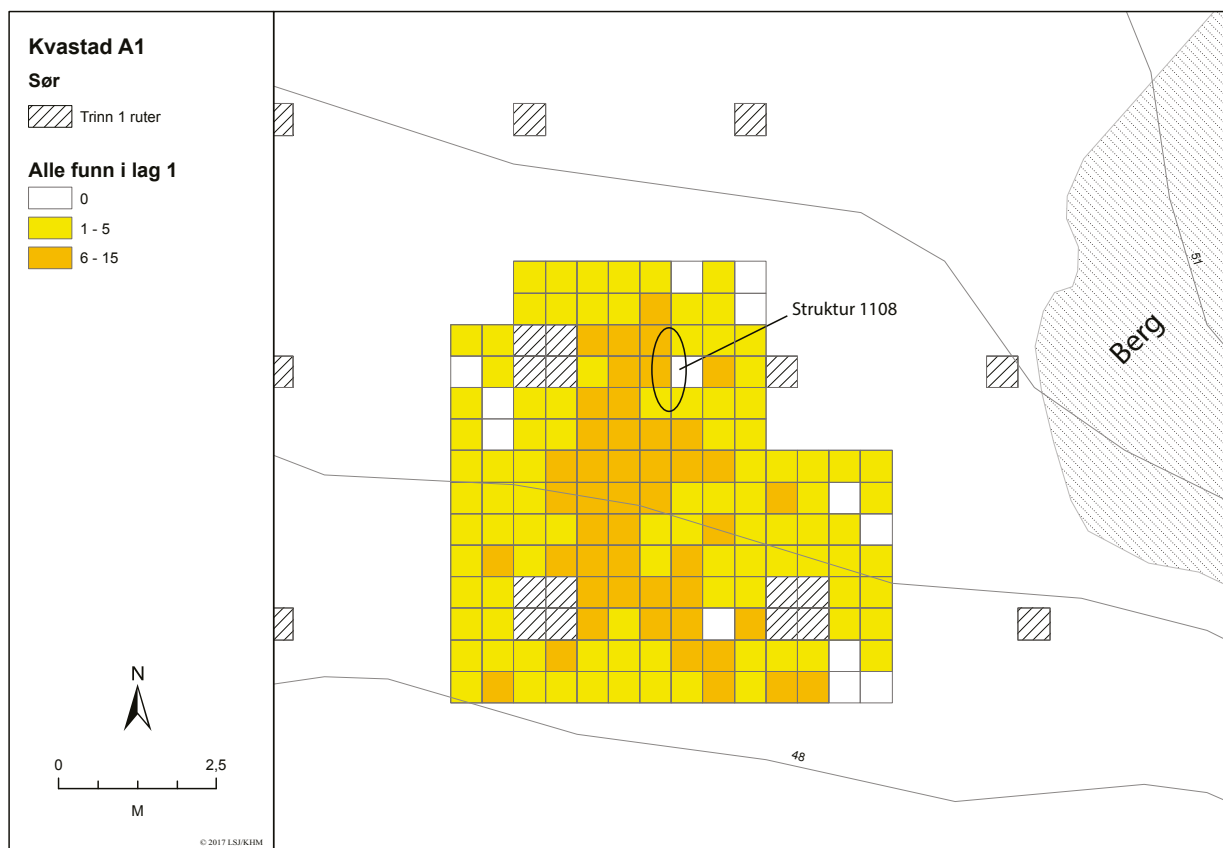 Kvastad A1
Sør
Trinn 1 ruter
Alle funn i lag 1
0
1 - 5
6 - 15
N
0 2,5
M
© 2017 LSJ/KHM
Struktur 1108
Berg
51
48